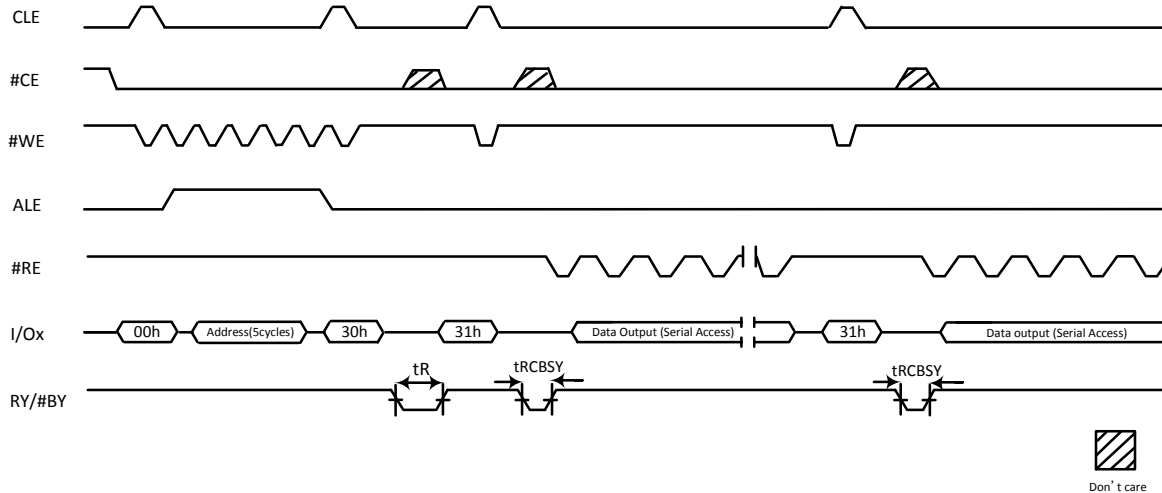 CLE
#CE
#WE
ALE
#RE
I/Ox 00h Address(5cycles) 30h 31h Data Output (Serial Access) 31h Data output (Serial Access)
tR tRCBSY tRCBSY
RY/#BY
Don’t care